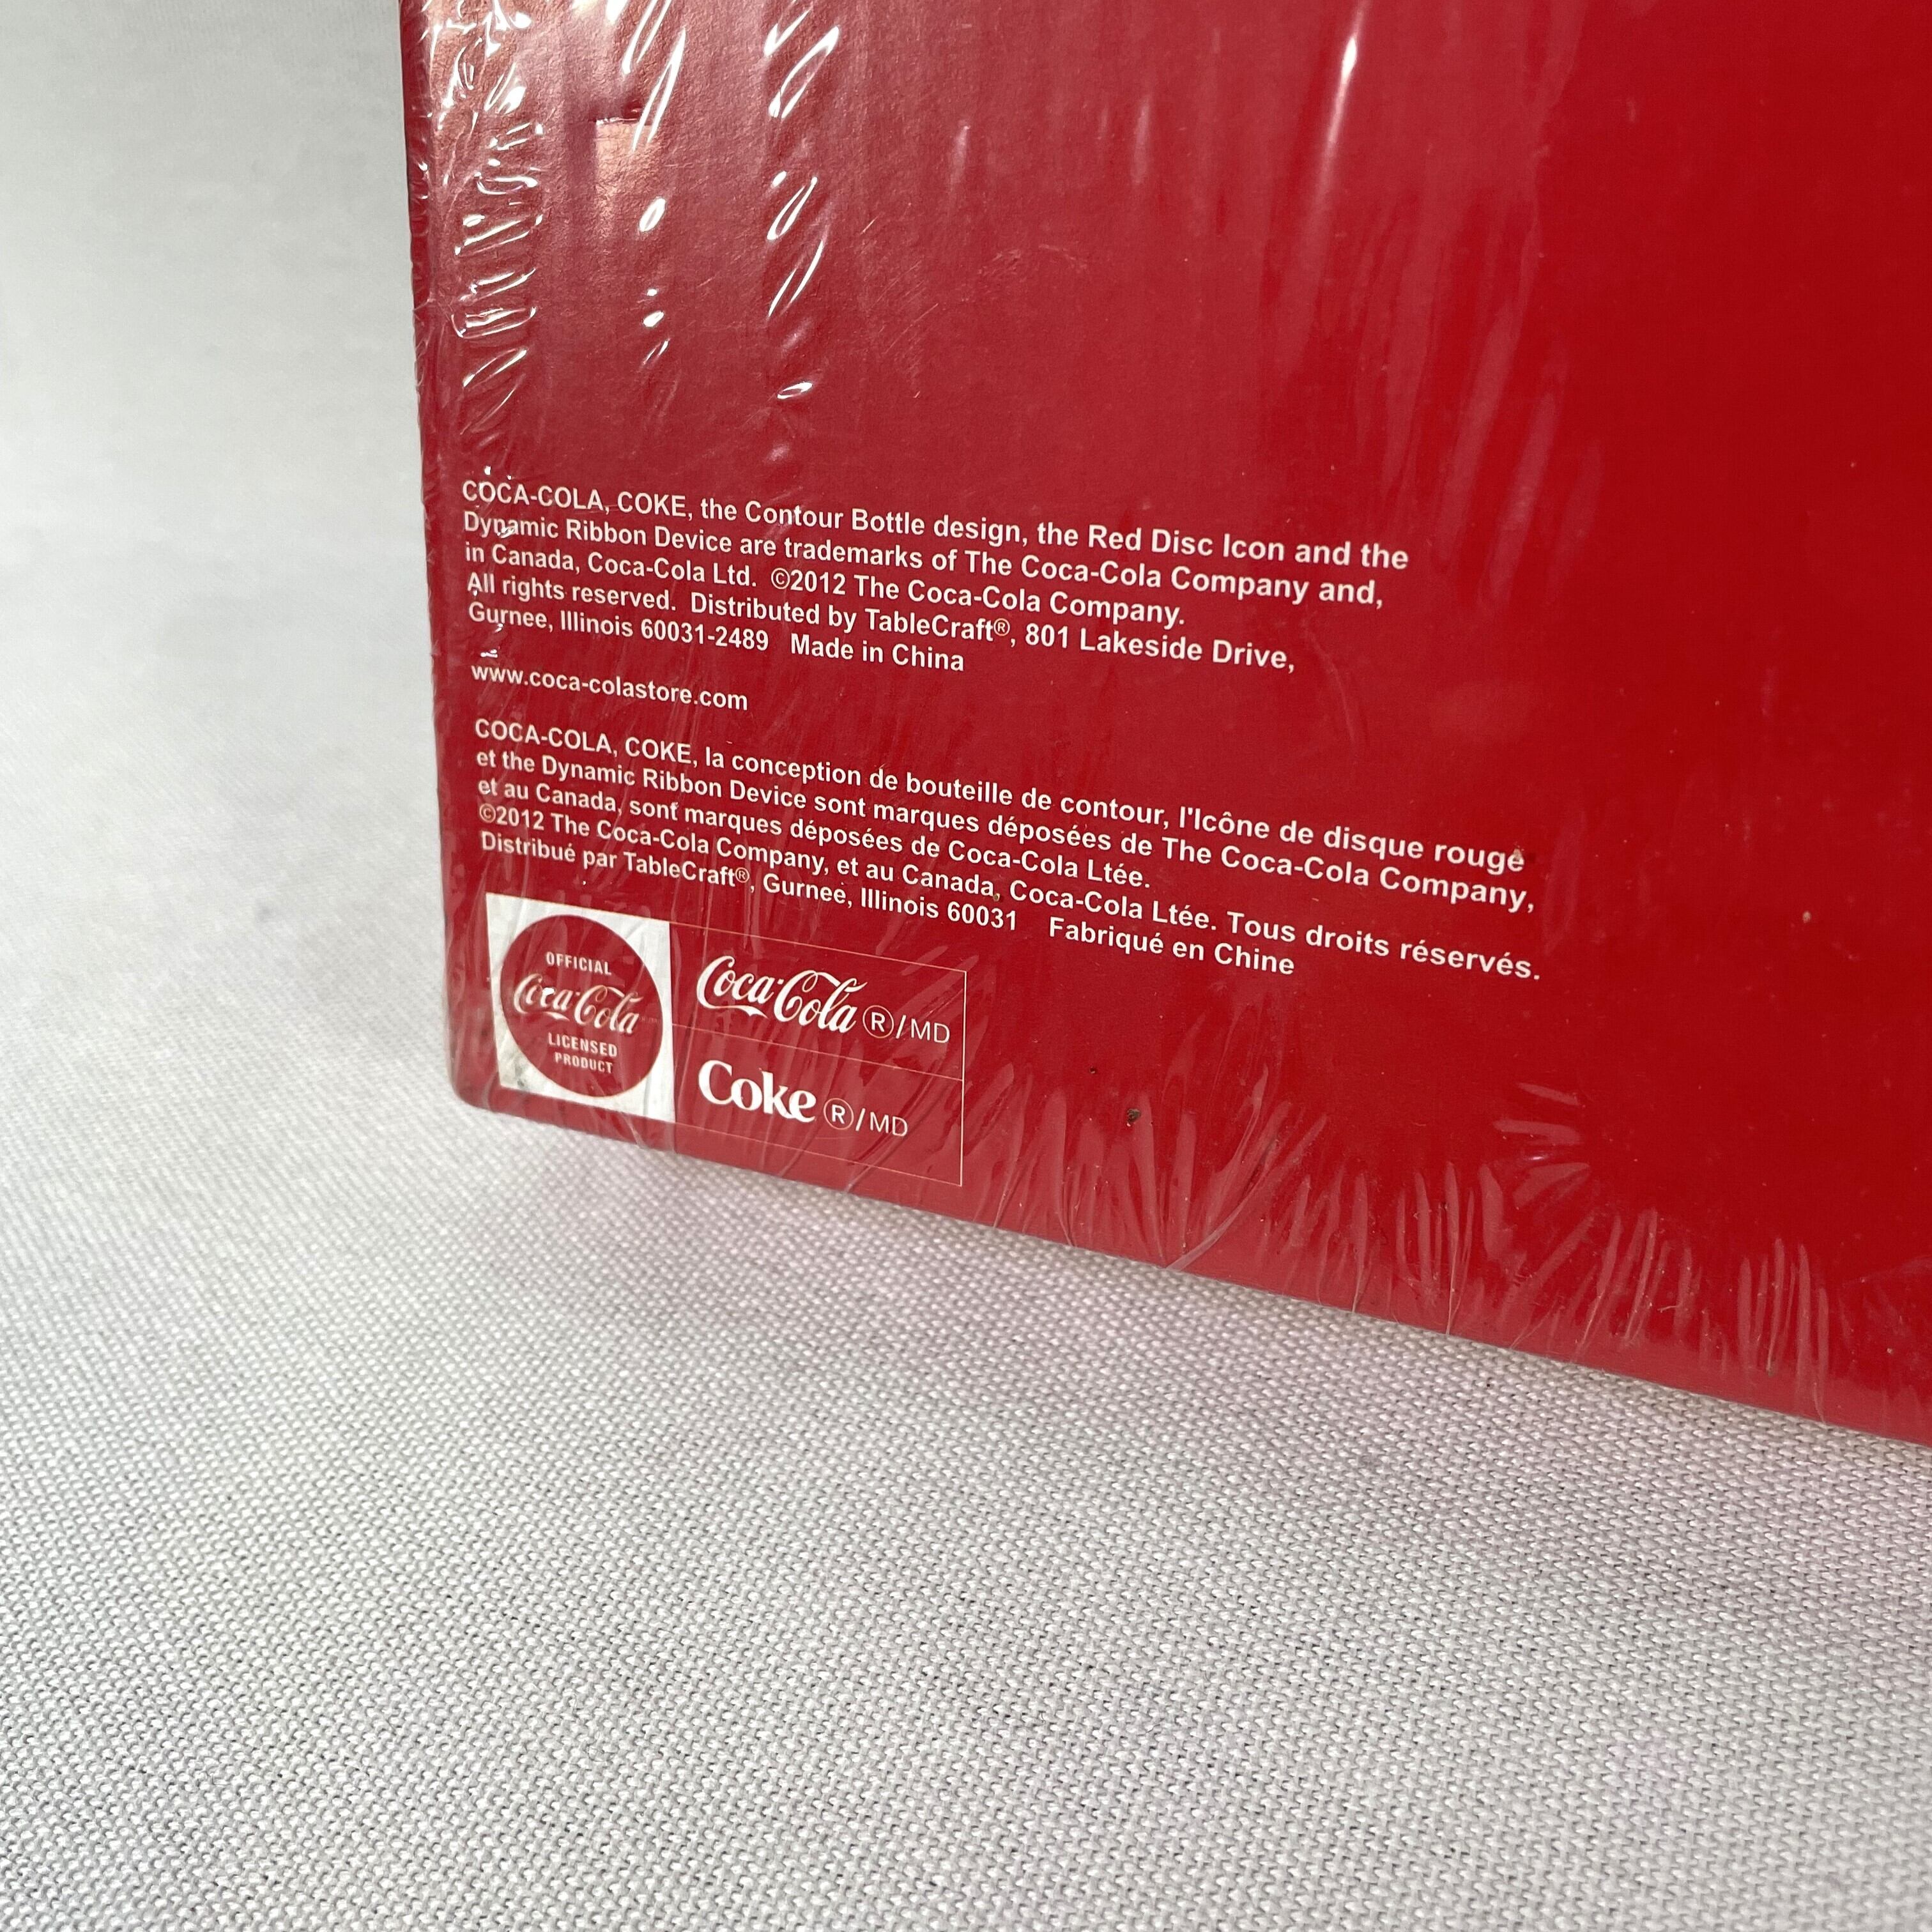 COCA-COLA, COKE, the Contour Bottle design, the Red Disc Icon and the
Dynamic Ribbon Device are trademarks of The Coca-Cola Company and,
in Canada, Coca-Cola Ltd. ©2012 The Coca-Cola Company.
All rights reserved. Distributed by TableCraft®, 801 Lakeside Drive,
Gurnee, Illinois 60031-2489 Made in China
www.coca-colastore.com
COCA-COLA, COKE, la conception de bouteille de contour, l'Icône de disque rouge
et the Dynamic Ribbon Device sont marques déposées de The Coca-Cola Company,
et au Canada, sont marques déposées de Coca-Cola Ltée.
©2012 The Coca-Cola Company, et au Canada, Coca-Cola Ltée. Tous droits réservés.
Distribué par TableCraft®, Gurnee, Illinois 60031 Fabriqué en Chine
OFFICIAL
Coca-Cola
LICENSED
PRODUCT
Coca-Cola ®/MD
Coke ®/MD